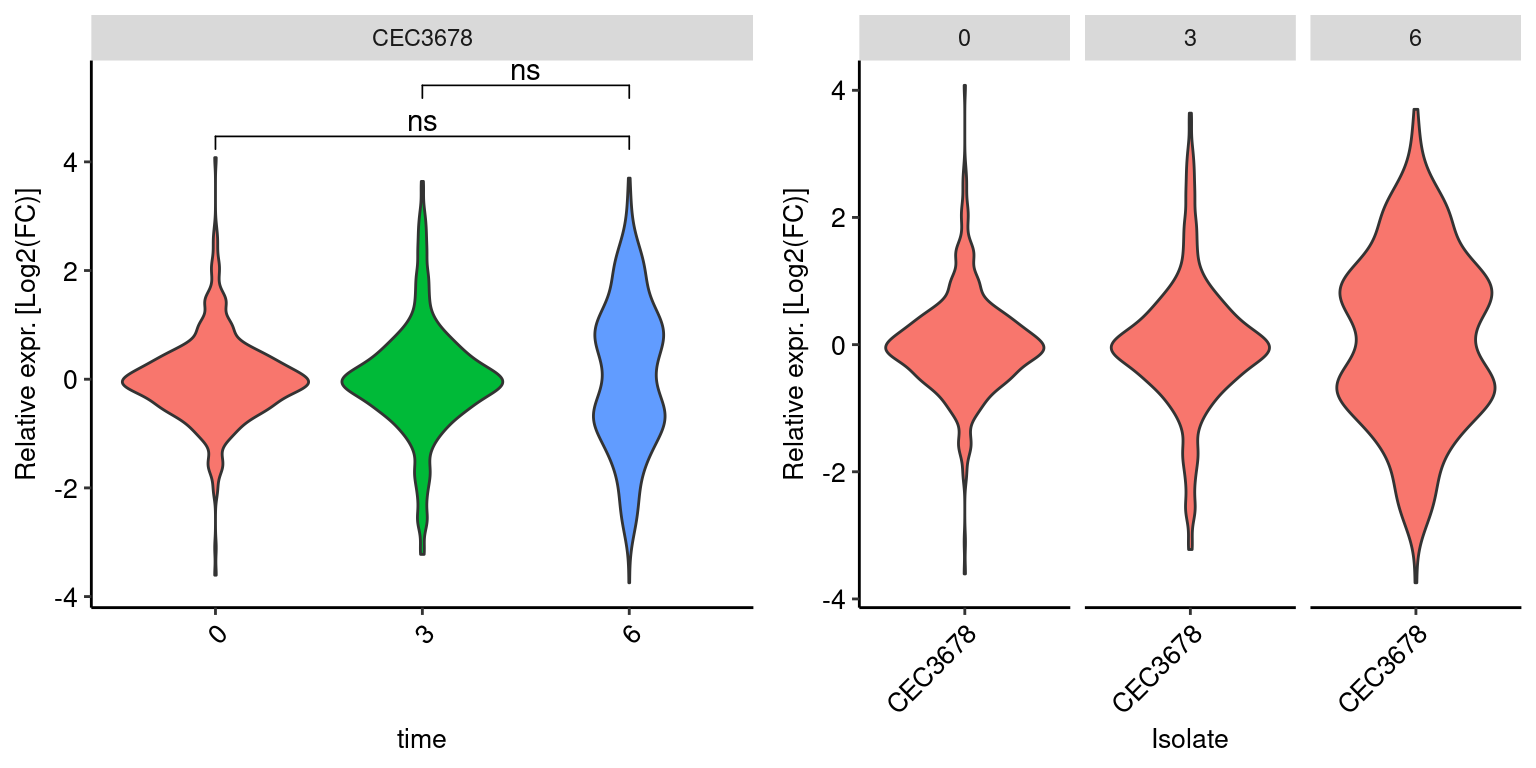 CEC3678
ns
ns
Relative expr. [Log2(FC)]
4
2
0
-2
-4
0
3
6
time
0
3
6
Relative expr. [Log2(FC)]
4
2
0
-2
-4
CEC3678
CEC3678
CEC3678
Isolate